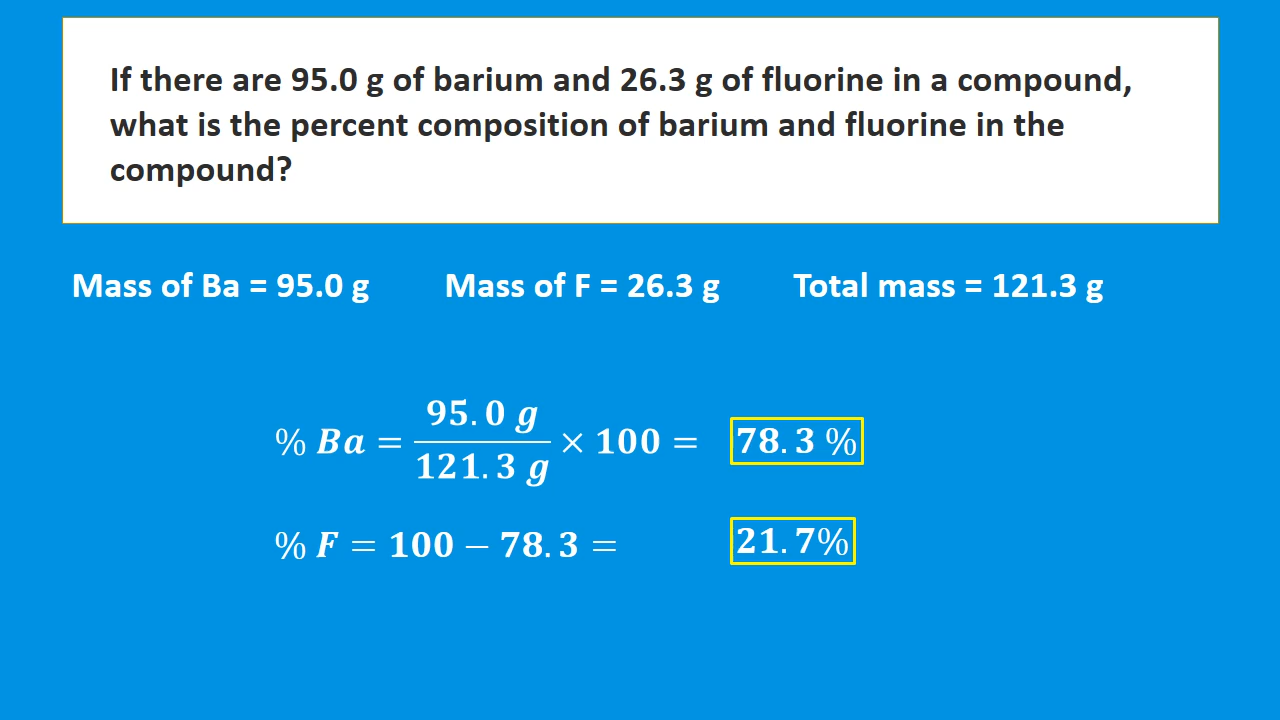 If there are 95.0 g of barium and 26.3 g of fluorine in a compound,
what is the percent composition of barium and fluorine in the
compound?
Mass of Ba = 95.0 g Mass of F = 26.3 g Total mass = 121.3 g
% Ba = 95.0 g / 121.3 g × 100 = 78.3 %
% F = 100 − 78.3 = 21.7%